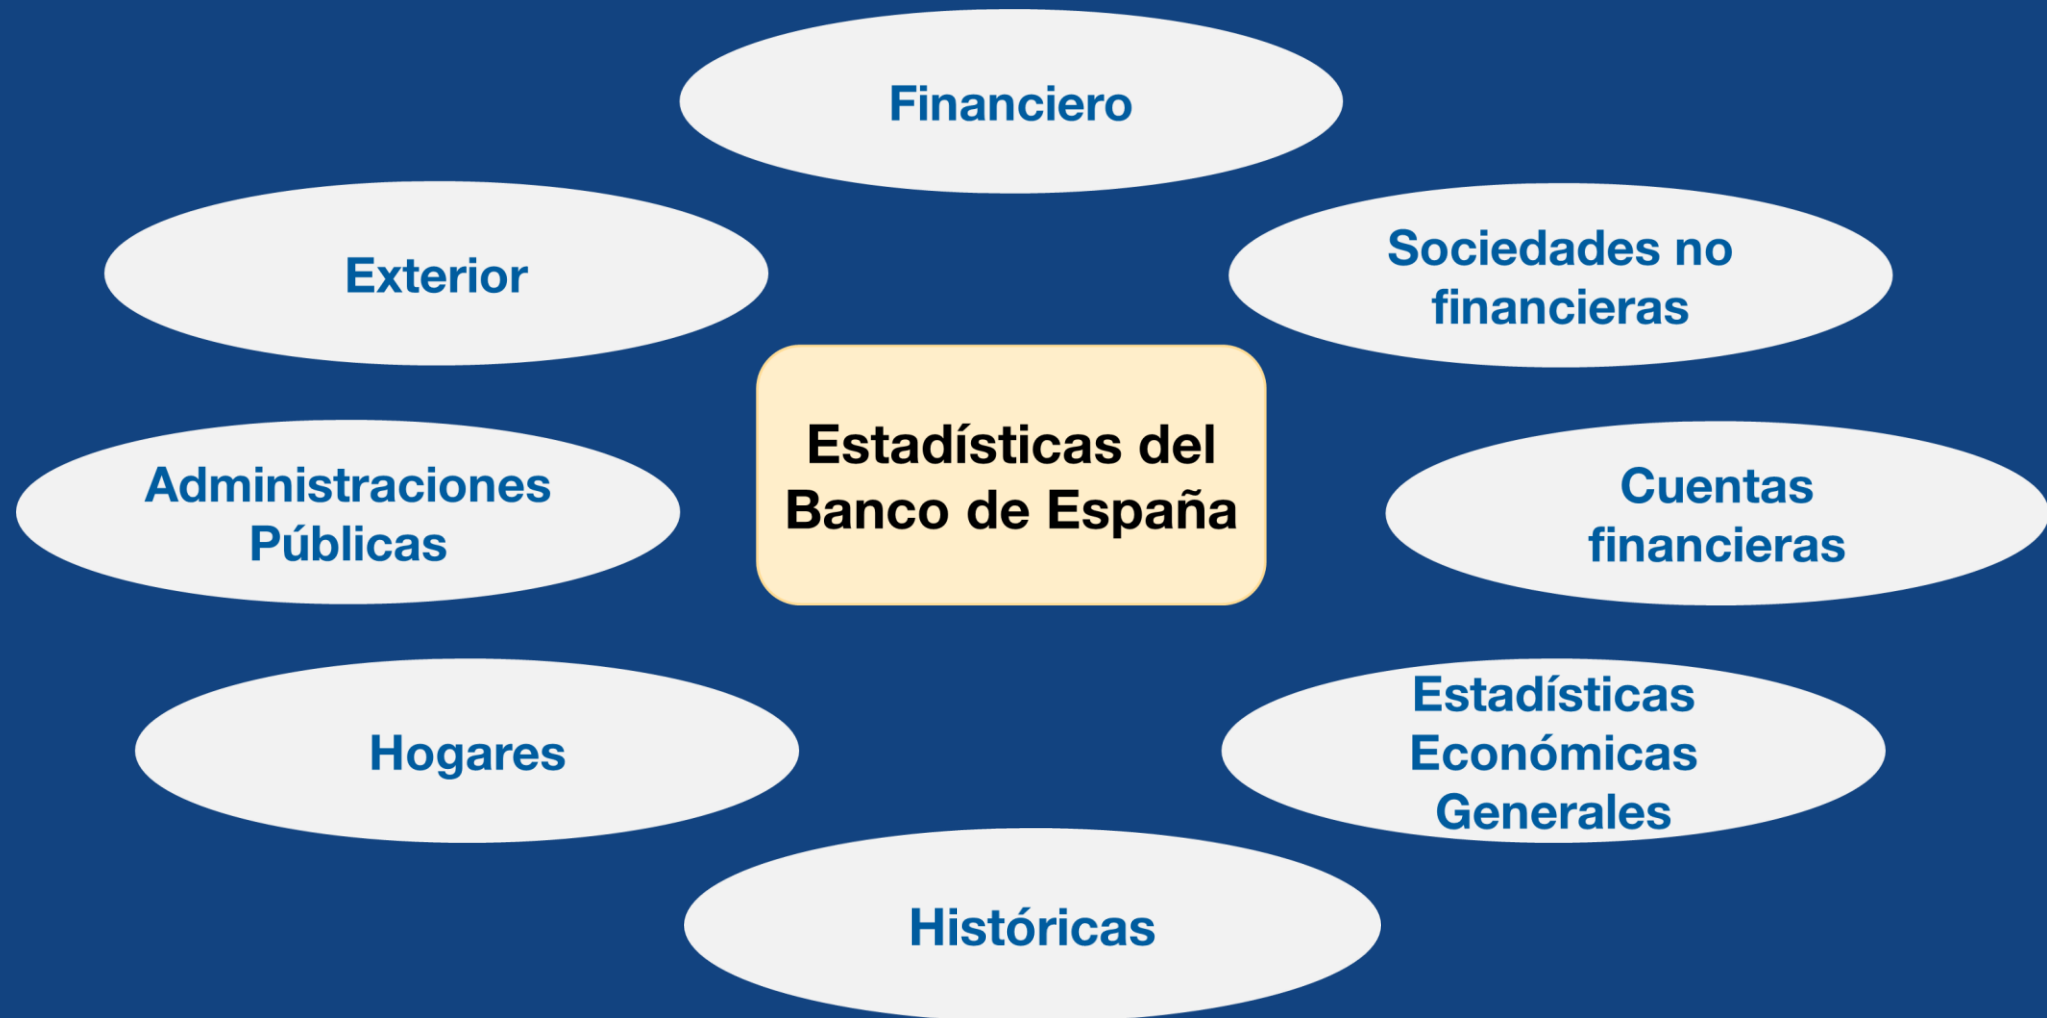 Financiero
Exterior
Sociedades no
financieras
Estadísticas del
Banco de España
Administraciones
Públicas
Cuentas
financieras
Hogares
Estadísticas
Económicas
Generales
Históricas